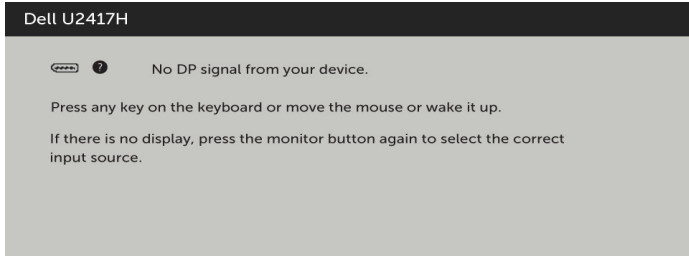 Dell U2417H
? No DP signal from your device.
Press any key on the keyboard or move the mouse or wake it up.
If there is no display, press the monitor button again to select the correct
input source.